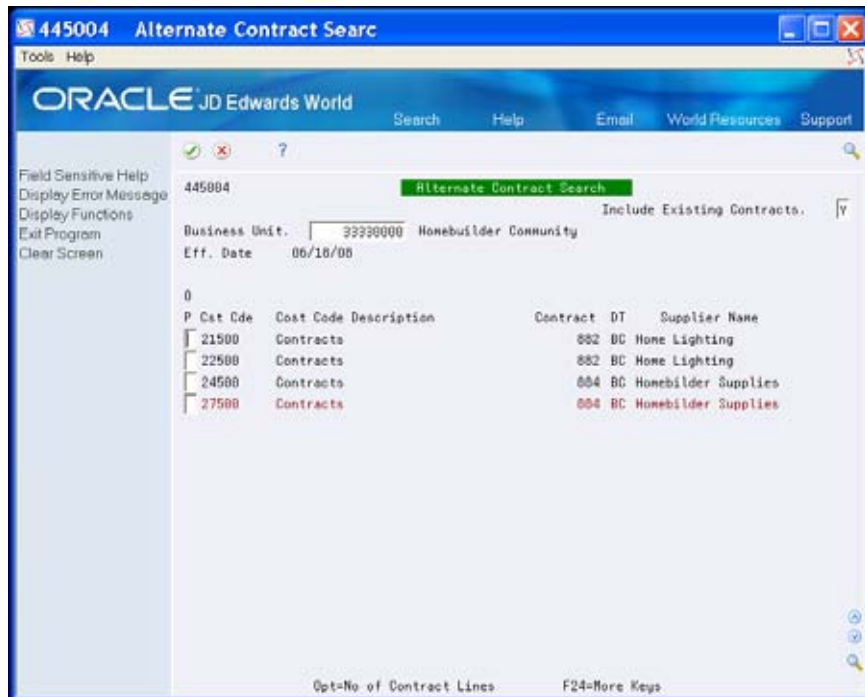 445004 Alternate Contract Searc
Tools Help
ORACLE JD Edwards World
Search Help Email World Resources Support
Field Sensitive Help
Display Error Message
Display Functions
Exit Program
Clear Screen
?
445004 Alternate Contract Search
Include Existing Contracts. Y
Business Unit. 33330000 Homebuilder Community
Eff. Date 06/18/08
O
P Cst Cde Cost Code Description Contract DT Supplier Name
21500 Contracts 882 BC Home Lighting
22500 Contracts 882 BC Home Lighting
24500 Contracts 884 BC Homebilder Supplies
27500 Contracts 884 BC Homebilder Supplies
Opt=No of Contract Lines F24=More Keys